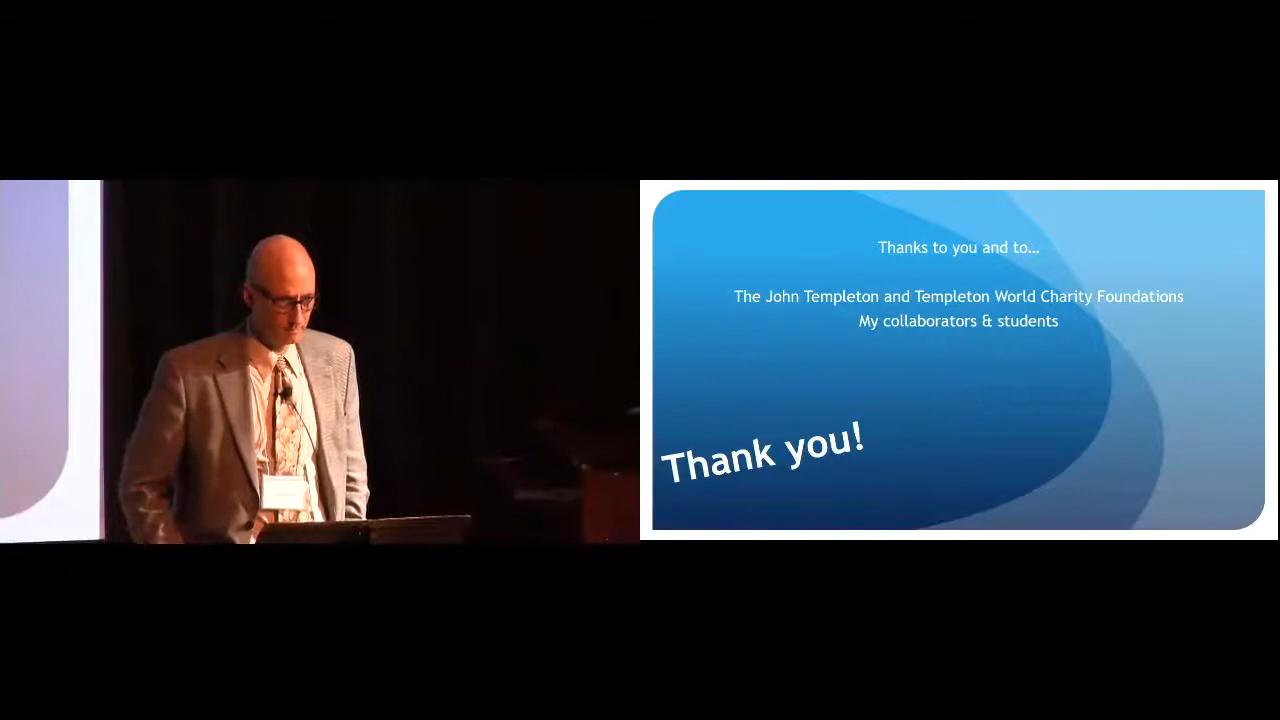 Thanks to you and to…
The John Templeton and Templeton World Charity Foundations
My collaborators & students
Thank you!